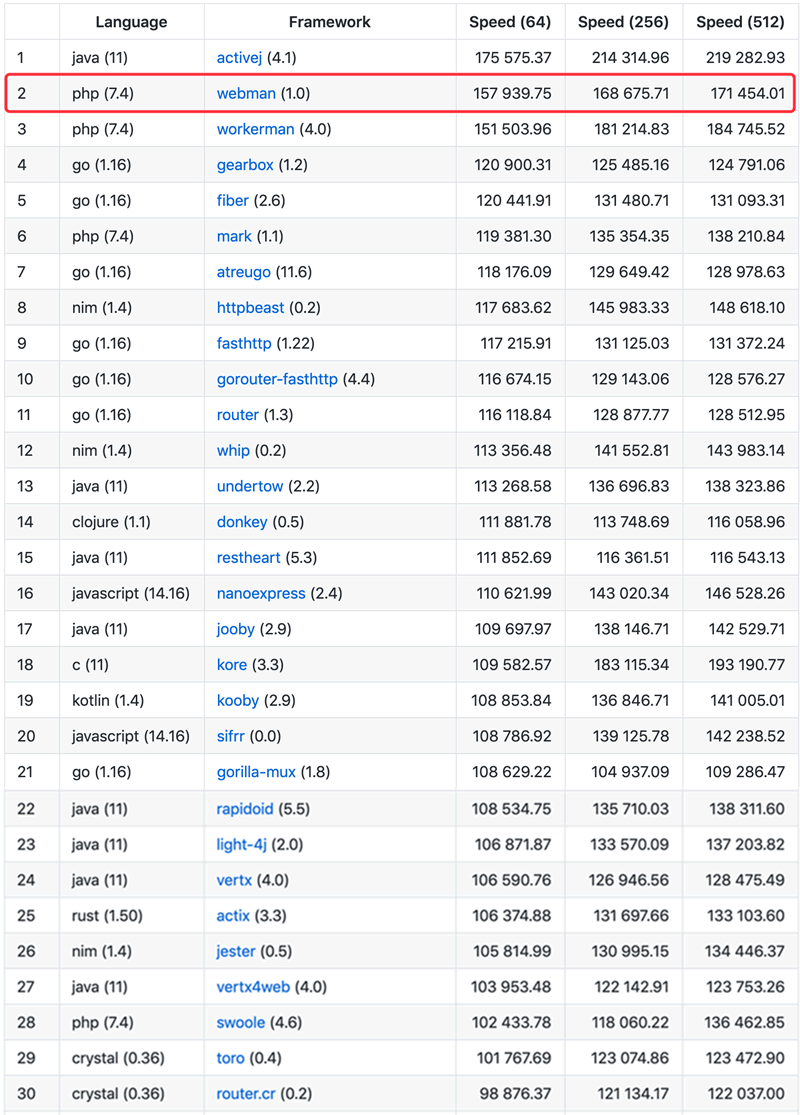 Language Framework Speed (64) Speed (256) Speed (512)
1 java (11) activej (4.1) 175 575.37 214 314.96 219 282.93
2 php (7.4) webman (1.0) 157 939.75 168 675.71 171 454.01
3 php (7.4) workerman (4.0) 151 503.96 181 214.83 184 745.52
4 go (1.16) gearbox (1.2) 120 900.31 125 485.16 124 791.06
5 go (1.16) fiber (2.6) 120 441.91 131 480.71 131 093.31
6 php (7.4) mark (1.1) 119 381.30 135 354.35 138 210.84
7 go (1.16) atreugo (11.6) 118 176.09 129 649.42 128 978.63
8 nim (1.4) httpbeast (0.2) 117 683.62 145 983.33 148 618.10
9 go (1.16) fasthttp (1.22) 117 215.91 131 125.03 131 372.24
10 go (1.16) gorouter-fasthttp (4.4) 116 674.15 129 143.06 128 576.27
11 go (1.16) router (1.3) 116 118.84 128 877.77 128 512.95
12 nim (1.4) whip (0.2) 113 356.48 141 552.81 143 983.14
13 java (11) undertow (2.2) 113 268.58 136 696.83 138 323.86
14 clojure (1.1) donkey (0.5) 111 881.78 113 748.69 116 058.96
15 java (11) restheart (5.3) 111 852.69 116 361.51 116 543.13
16 javascript (14.16) nanoexpress (2.4) 110 621.99 143 020.34 146 528.26
17 java (11) jooby (2.9) 109 697.97 138 146.71 142 529.71
18 c (11) kore (3.3) 109 582.57 183 115.34 193 190.77
19 kotlin (1.4) kooby (2.9) 108 853.84 136 846.71 141 005.01
20 javascript (14.16) sifrr (0.0) 108 786.92 139 125.78 142 238.52
21 go (1.16) gorilla-mux (1.8) 108 629.22 104 937.09 109 286.47
22 java (11) rapidoid (5.5) 108 534.75 135 710.03 138 311.60
23 java (11) light-4j (2.0) 106 871.87 133 570.09 137 203.82
24 java (11) vertx (4.0) 106 590.76 126 946.56 128 475.49
25 rust (1.50) actix (3.3) 106 374.88 131 697.66 133 103.60
26 nim (1.4) jester (0.5) 105 814.99 130 995.15 134 446.37
27 java (11) vertx4web (4.0) 103 953.48 122 142.91 123 753.26
28 php (7.4) swoole (4.6) 102 433.78 118 060.22 136 462.85
29 crystal (0.36) toro (0.4) 101 767.69 123 074.86 123 472.90
30 crystal (0.36) router.cr (0.2) 98 876.37 121 134.17 122 037.00